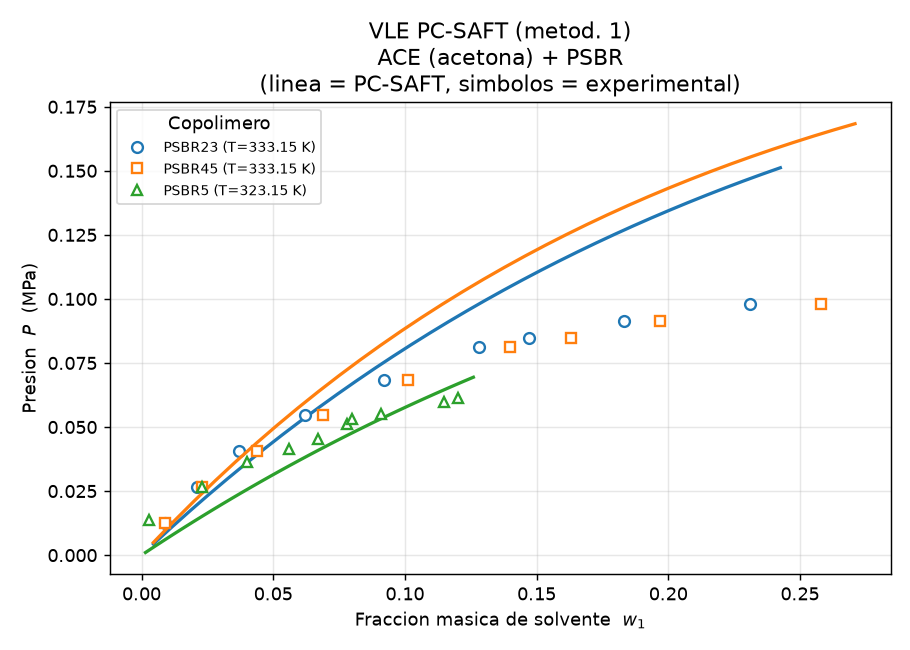 VLE PC-SAFT (metod. 1)
ACE (acetona) + PSBR
(linea = PC-SAFT, simbolos = experimental)
Copolimero
PSBR23 (T=333.15 K)
PSBR45 (T=333.15 K)
PSBR5 (T=323.15 K)
Presion P (MPa)
0.175
0.150
0.125
0.100
0.075
0.050
0.025
0.000
0.00 0.05 0.10 0.15 0.20 0.25
Fraccion masica de solvente w₁